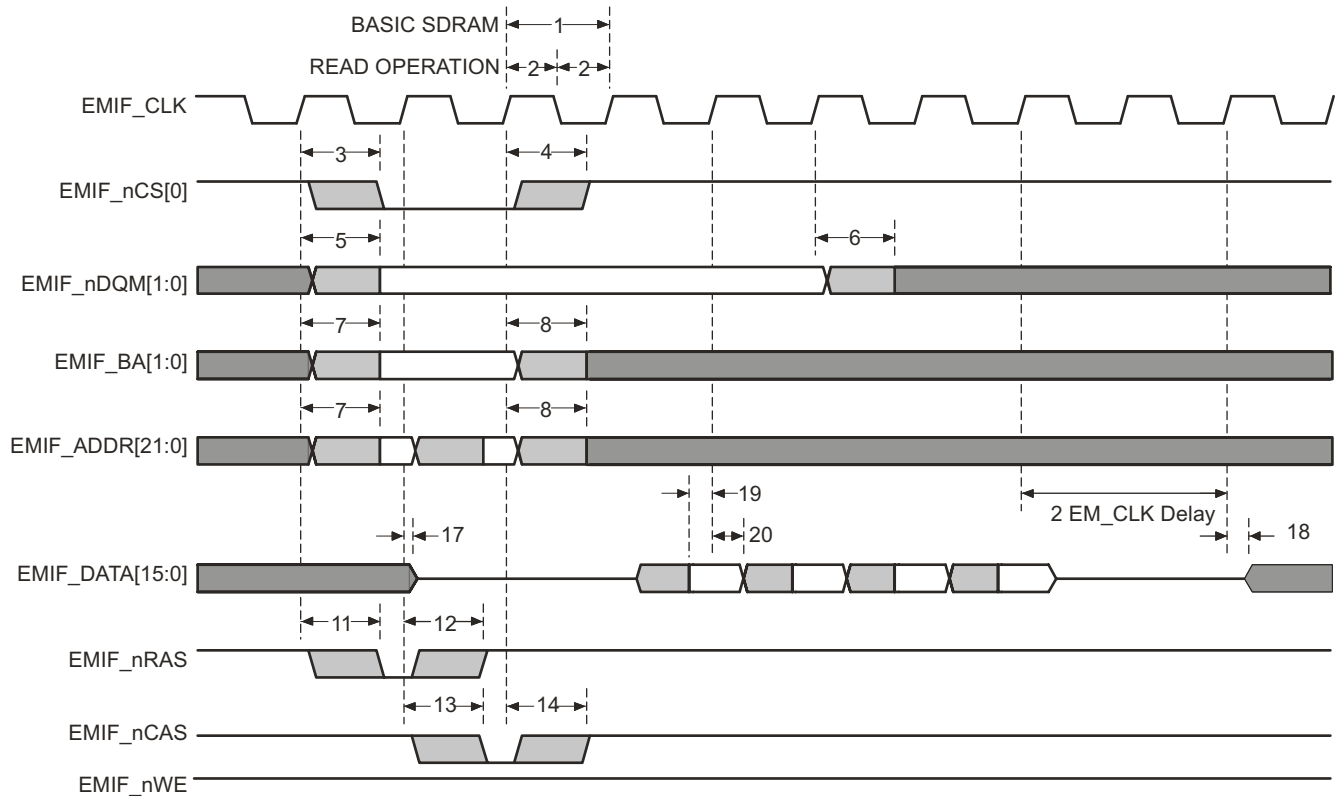 BASIC SDRAM 1
READ OPERATION 2 2
EMIF_CLK
3 4
EMIF_nCS[0]
5 6
EMIF_nDQM[1:0]
7 8
EMIF_BA[1:0]
7 8
EMIF_ADDR[21:0]
19
2 EM_CLK Delay
17 20 18
EMIF_DATA[15:0]
11 12
EMIF_nRAS
13 14
EMIF_nCAS
EMIF_nWE